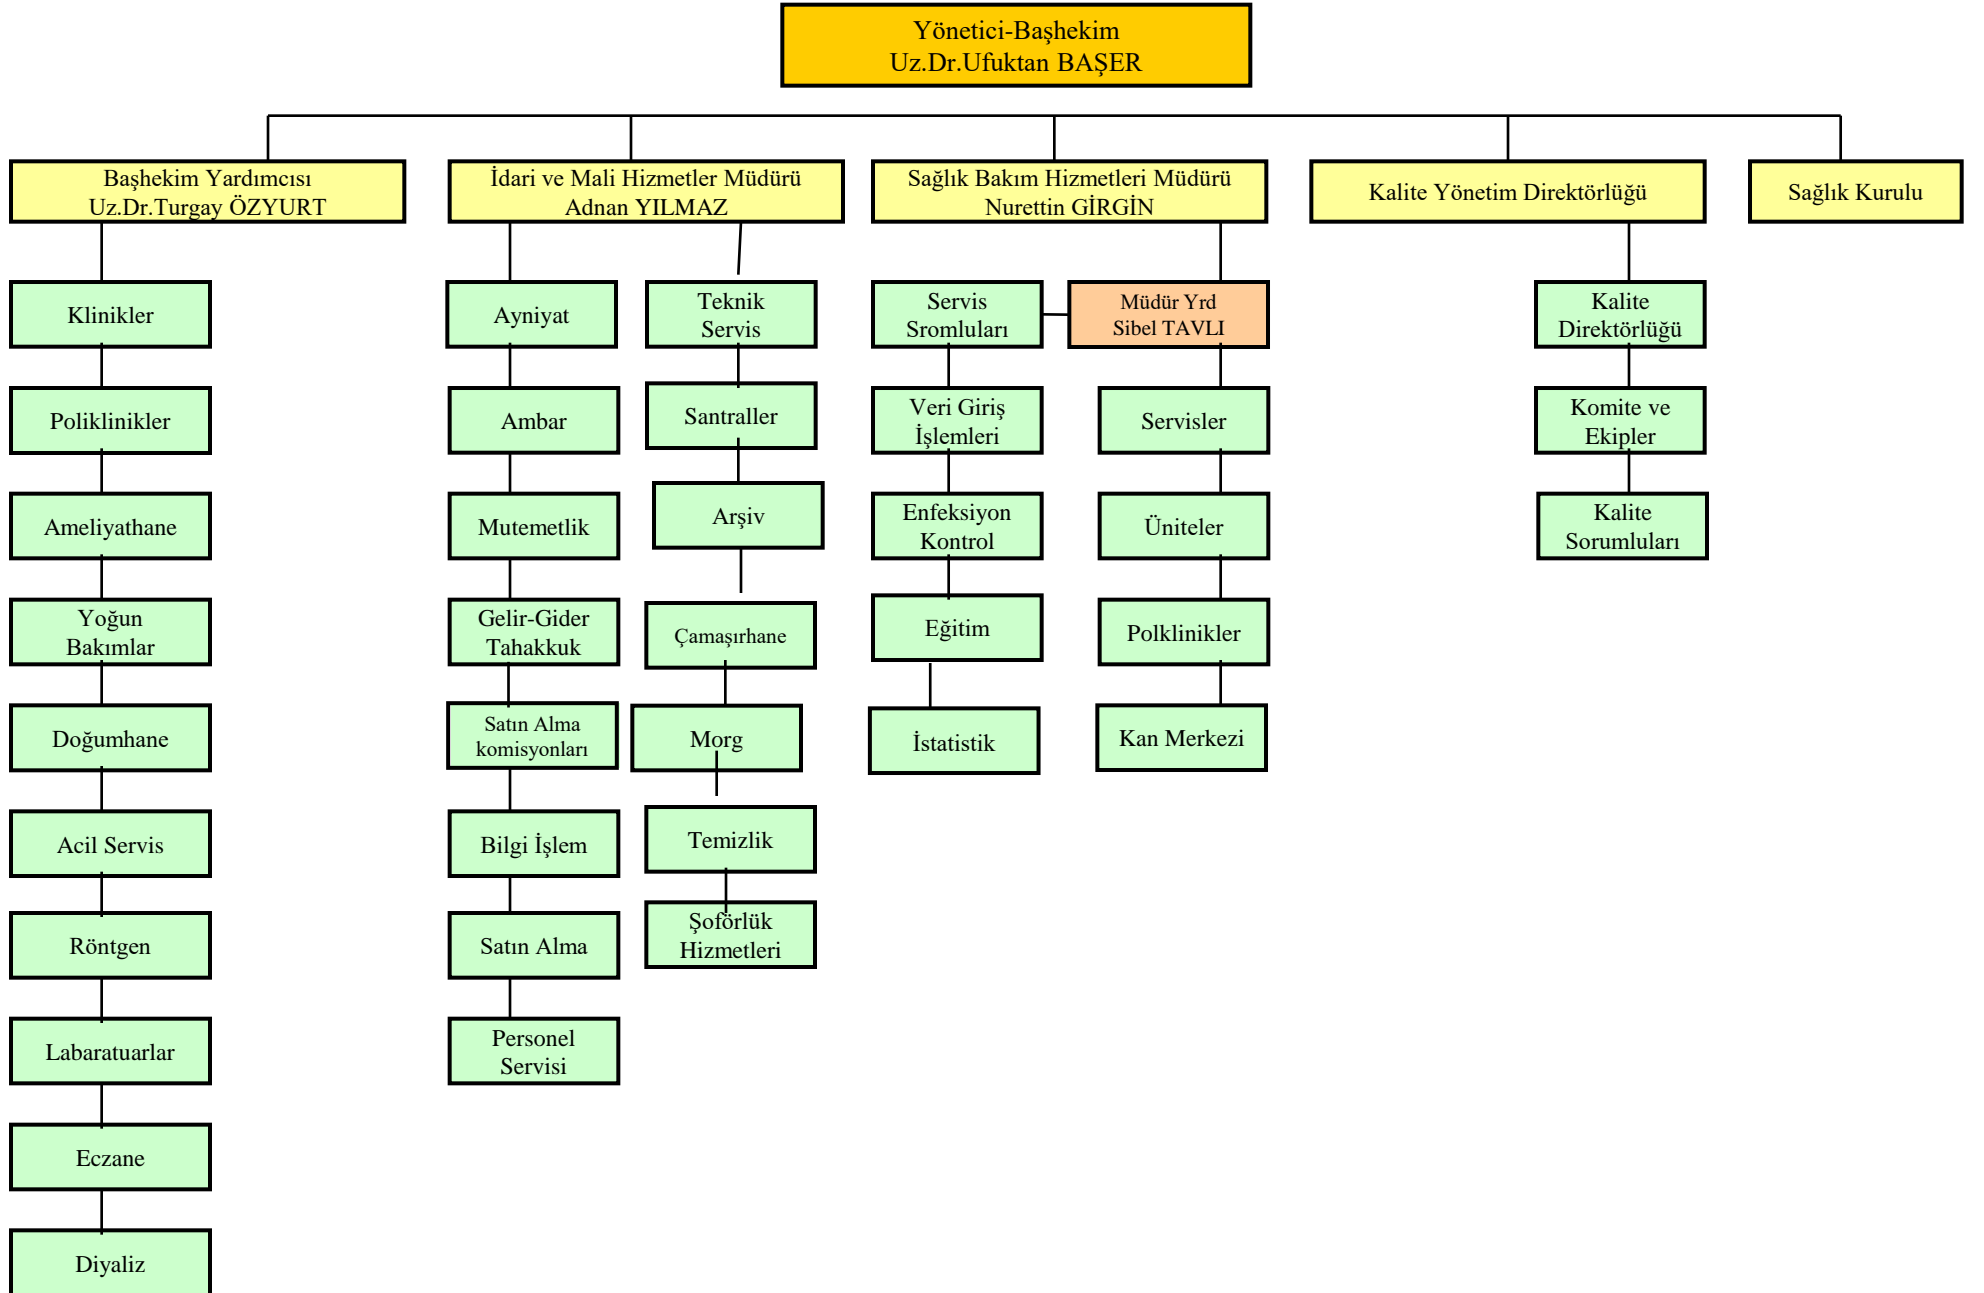 Yönetici-Başhekim
Uz.Dr.Ufuktan BAŞER
Başhekim Yardımcısı
Uz.Dr.Turgay ÖZYURT
İdari ve Mali Hizmetler Müdürü
Adnan YILMAZ
Sağlık Bakım Hizmetleri Müdürü
Nurettin GİRGİN
Kalite Yönetim Direktörlüğü
Sağlık Kurulu
Klinikler
Poliklinikler
Ameliyathane
Yoğun
Bakımlar
Doğumhane
Acil Servis
Röntgen
Labaratuarlar
Eczane
Diyaliz
Ayniyat
Ambar
Mutemetlik
Gelir-Gider
Tahakkuk
Satın Alma
komisyonları
Bilgi İşlem
Satın Alma
Personel
Servisi
Teknik
Servis
Santraller
Arşiv
Çamaşırhane
Morg
Temizlik
Şoförlük
Hizmetleri
Servis
Sromluları
Veri Giriş
İşlemleri
Enfeksiyon
Kontrol
Eğitim
İstatistik
Müdür Yrd
Sibel TAVLI
Servisler
Üniteler
Polklinikler
Kan Merkezi
Kalite
Direktörlüğü
Komite ve
Ekipler
Kalite
Sorumluları